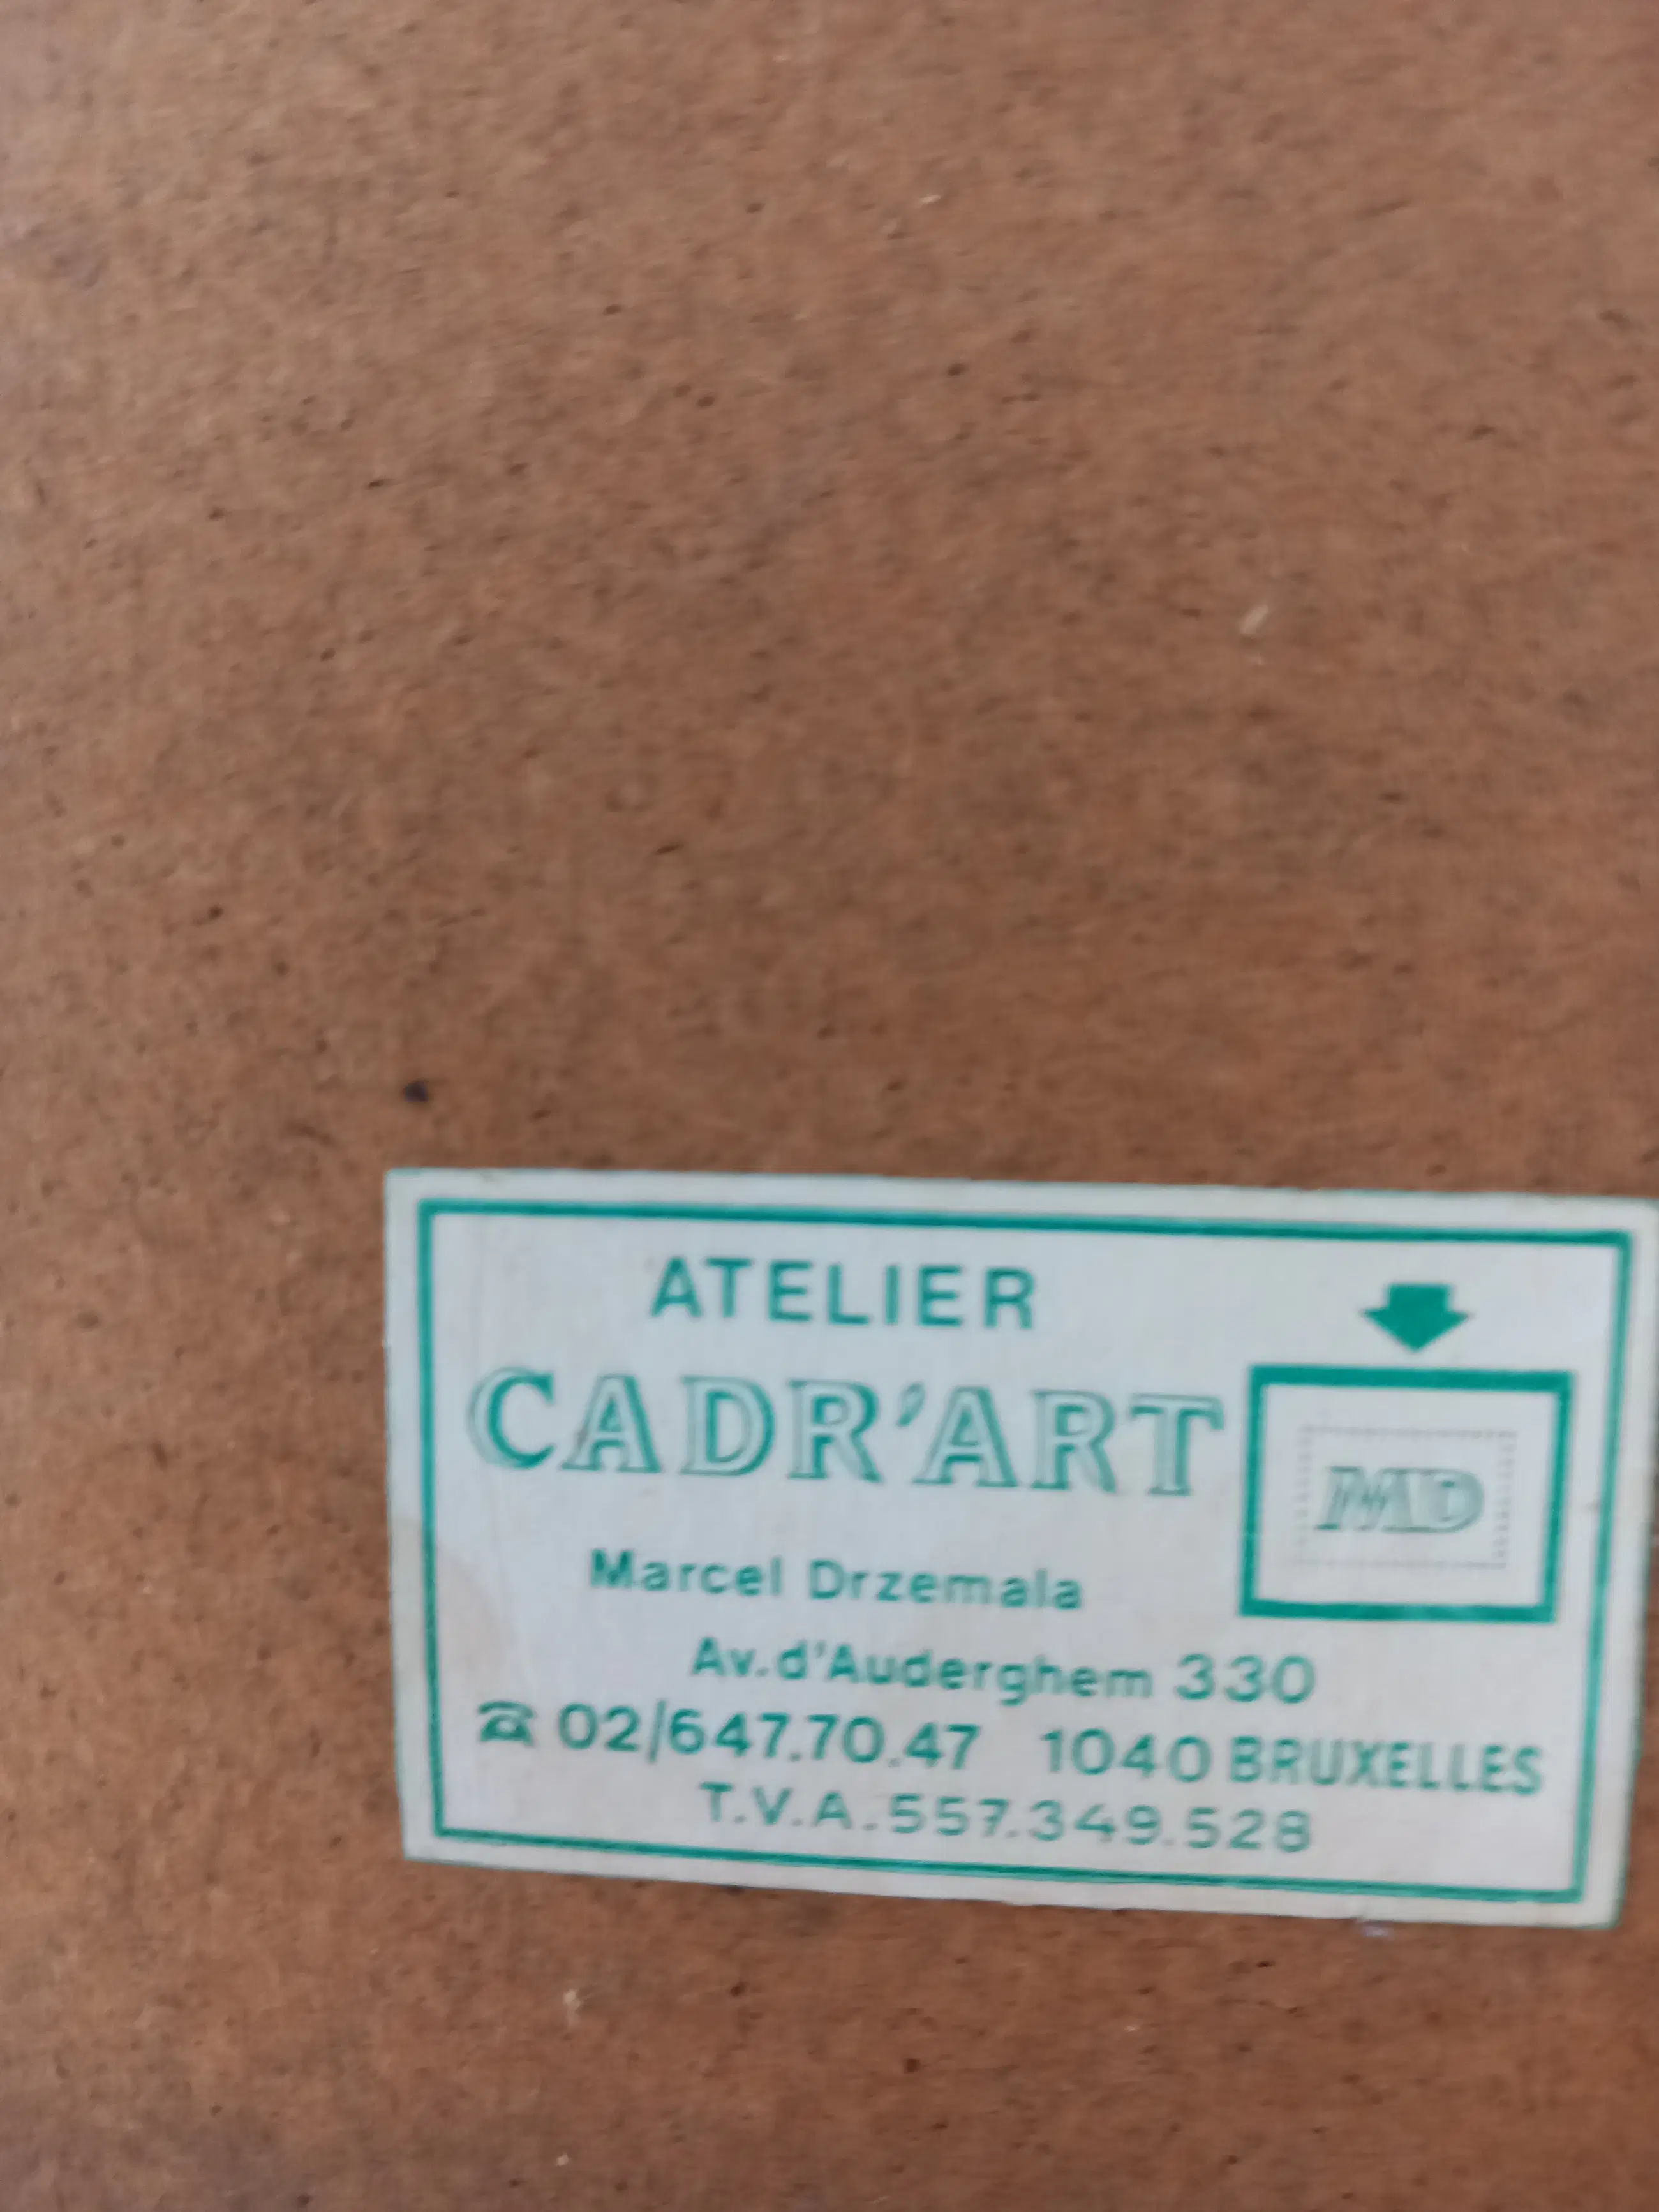 ATELIER
CADR'ART
MD
Marcel Drzemala
Av. d'Auderghem 330
☎ 02/647.70.47 1040 BRUXELLES
T.V.A. 557.349.528